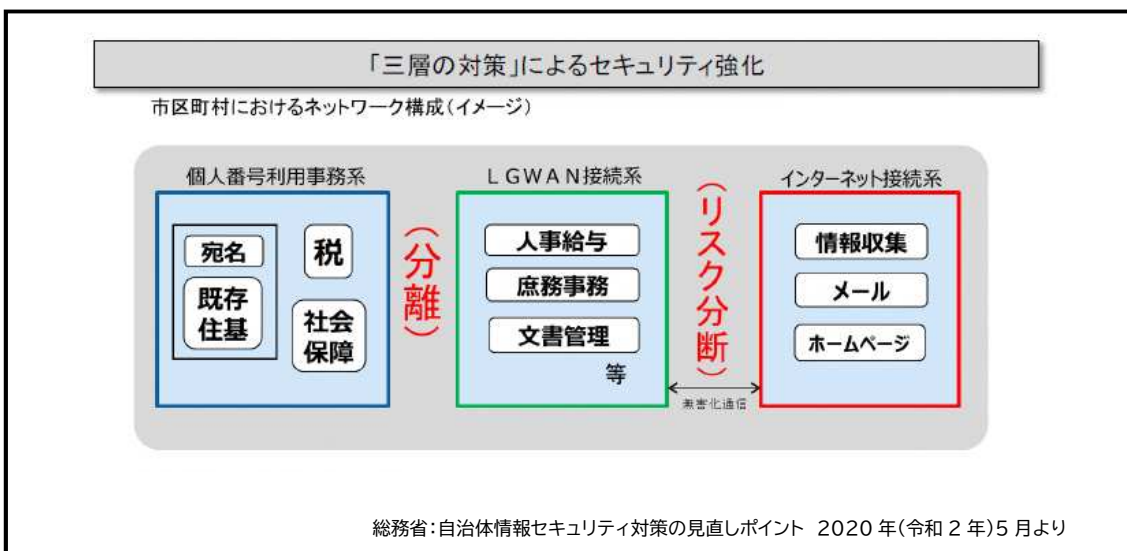 「三層の対策」によるセキュリティ強化
市区町村におけるネットワーク構成(イメージ)
個人番号利用事務系
宛名
既存
住基
税
社会
保障
(分離)
LGWAN接続系
人事給与
庶務事務
文書管理
等
(リスク分断)
無害化通信
インターネット接続系
情報収集
メール
ホームページ
総務省:自治体情報セキュリティ対策の見直しポイント 2020年(令和2年)5月より